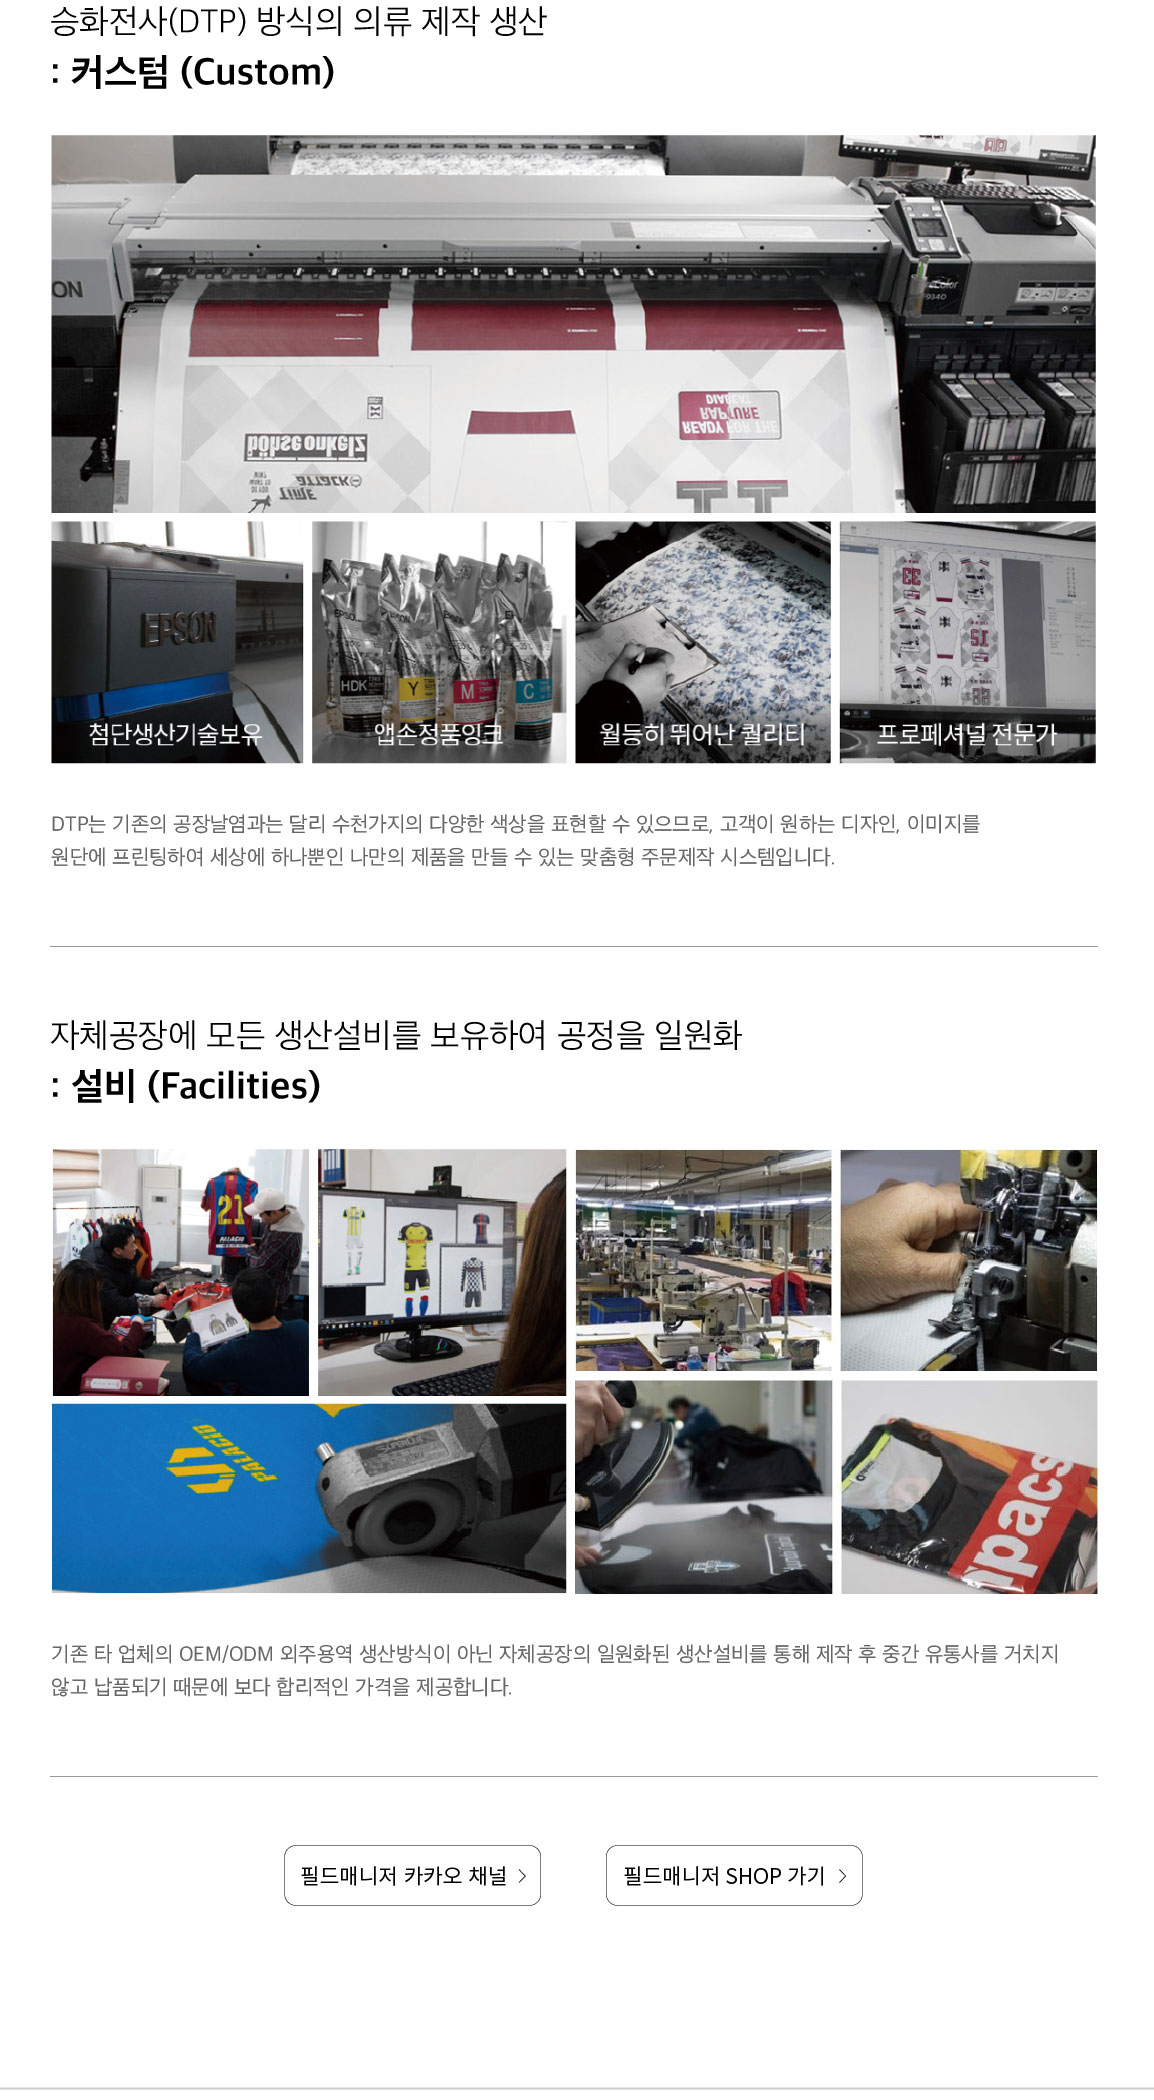 승화전사(DTP) 방식의 의류 제작 생산
: 커스텀 (Custom)
ON
böhse onkelz
attack
TIME
DIABEAT
RAPTURE
READY FOR THE
EPSON
HDK
Y
M
C
첨단생산기술보유
앱손정품잉크
월등히 뛰어난 퀄리티
프로페셔널 전문가
DTP는 기존의 공장날염과는 달리 수천가지의 다양한 색상을 표현할 수 있으므로, 고객이 원하는 디자인, 이미지를
원단에 프린팅하여 세상에 하나뿐인 나만의 제품을 만들 수 있는 맞춤형 주문제작 시스템입니다.
자체공장에 모든 생산설비를 보유하여 공정을 일원화
: 설비 (Facilities)
21
PALACIO
PALACIO
pacs
기존 타 업체의 OEM/ODM 외주용역 생산방식이 아닌 자체공장의 일원화된 생산설비를 통해 제작 후 중간 유통사를 거치지
않고 납품되기 때문에 보다 합리적인 가격을 제공합니다.
필드매니저 카카오 채널 >
필드매니저 SHOP 가기 >